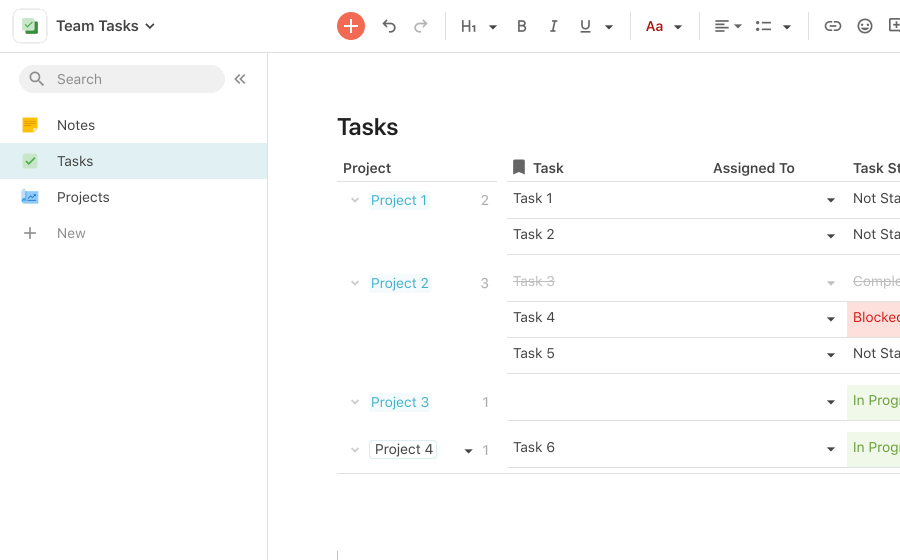 Team Tasks
H1 B I U Aa
Search
Notes
Tasks
Projects
New
Tasks
Project Task Assigned To Task St
Project 1 2 Task 1 Not Sta
Task 2 Not Sta
Project 2 3 Task 3 Comple
Task 4 Blocked
Task 5 Not Sta
Project 3 1 In Progr
Project 4 1 Task 6 In Progr